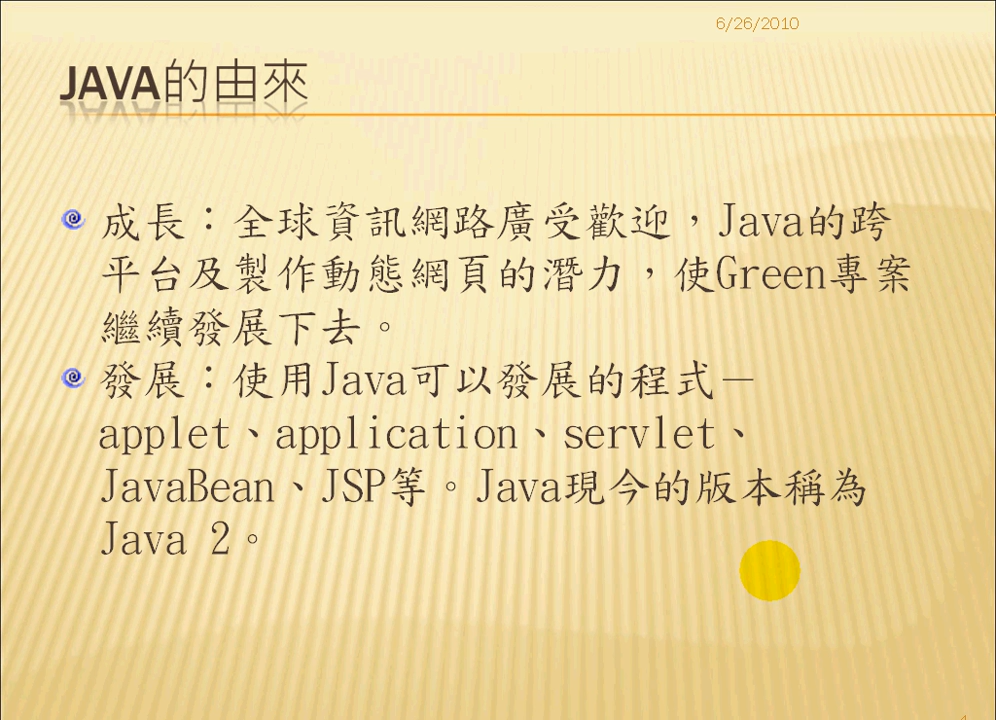 6/26/2010
JAVA的由來
成長：全球資訊網路廣受歡迎，Java的跨
平台及製作動態網頁的潛力，使Green專案
繼續發展下去。
發展：使用Java可以發展的程式－
applet、application、servlet、
JavaBean、JSP等。Java現今的版本稱為
Java 2。